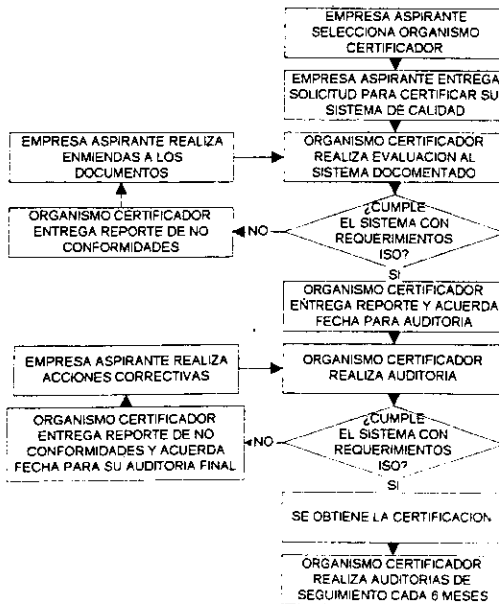 EMPRESA ASPIRANTE
SELECCIONA ORGANISMO
CERTIFICADOR
EMPRESA ASPIRANTE ENTREGA
SOLICITUD PARA CERTIFICAR SU
SISTEMA DE CALIDAD
EMPRESA ASPIRANTE REALIZA
ENMIENDAS A LOS
DOCUMENTOS
ORGANISMO CERTIFICADOR
REALIZA EVALUACION AL
SISTEMA DOCOMENTADO
ORGANISMO CERTIFICADOR
ENTREGA REPORTE DE NO
CONFORMIDADES
NO
¿CUMPLE
EL SISTEMA CON
REQUERIMIENTOS
ISO?
SI
ORGANISMO CERTIFICADOR
ENTREGA REPORTE Y ACUERDA
FECHA PARA AUDITORIA
EMPRESA ASPIRANTE REALIZA
ACCIONES CORRECTIVAS
ORGANISMO CERTIFICADOR
REALIZA AUDITORIA
ORGANISMO CERTIFICADOR
ENTREGA REPORTE DE NO
CONFORMIDADES Y ACUERDA
FECHA PARA SU AUDITORIA FINAL
NO
¿CUMPLE
EL SISTEMA CON
REQUERIMIENTOS
ISO?
SI
SE OBTIENE LA CERTIFICACION
ORGANISMO CERTIFICADOR
REALIZA AUDITORIAS DE
SEGUIMIENTO CADA 6 MESES